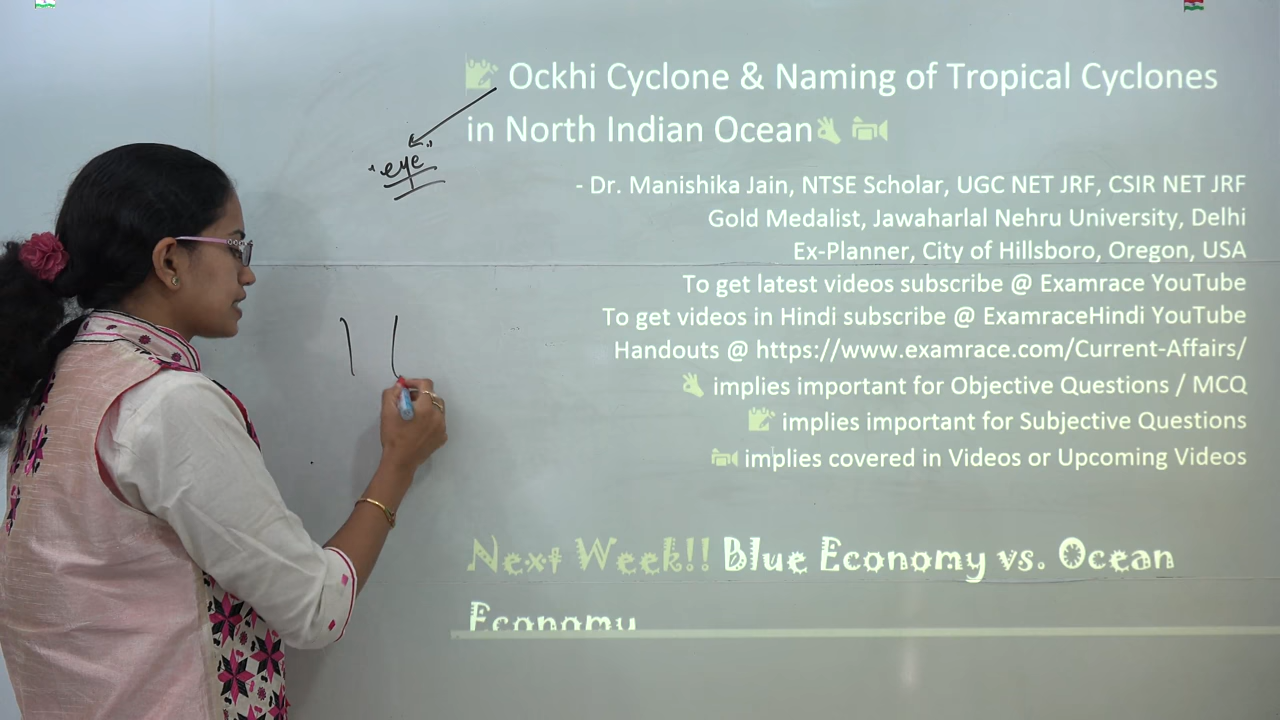 Ockhi Cyclone & Naming of Tropical Cyclones
in North Indian Ocean
"eye"
- Dr. Manishika Jain, NTSE Scholar, UGC NET JRF, CSIR NET JRF
Gold Medalist, Jawaharlal Nehru University, Delhi
Ex-Planner, City of Hillsboro, Oregon, USA
To get latest videos subscribe @ Examrace YouTube
To get videos in Hindi subscribe @ ExamraceHindi YouTube
Handouts @ https://www.examrace.com/Current-Affairs/
implies important for Objective Questions / MCQ
implies important for Subjective Questions
implies covered in Videos or Upcoming Videos
Next Week!! Blue Economy vs. Ocean
Economy